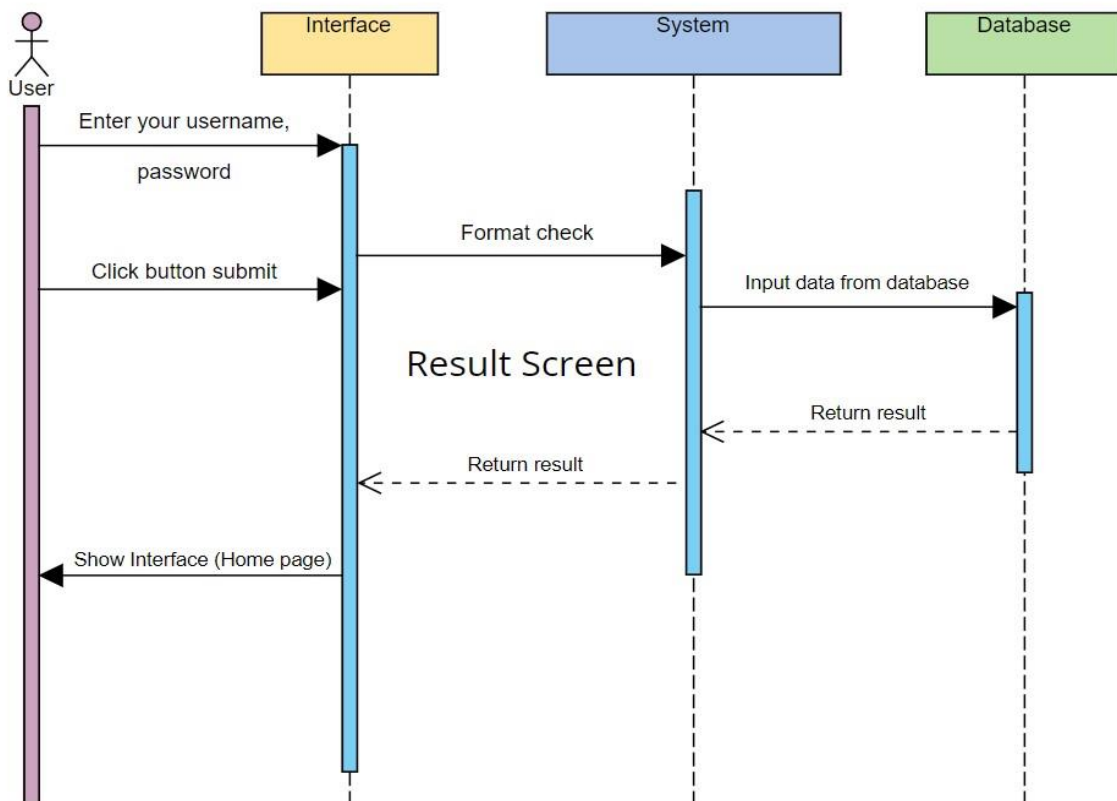 Interface
System
Database
User
Enter your username,
password
Format check
Click button submit
Input data from database
Result Screen
Return result
Return result
Show Interface (Home page)